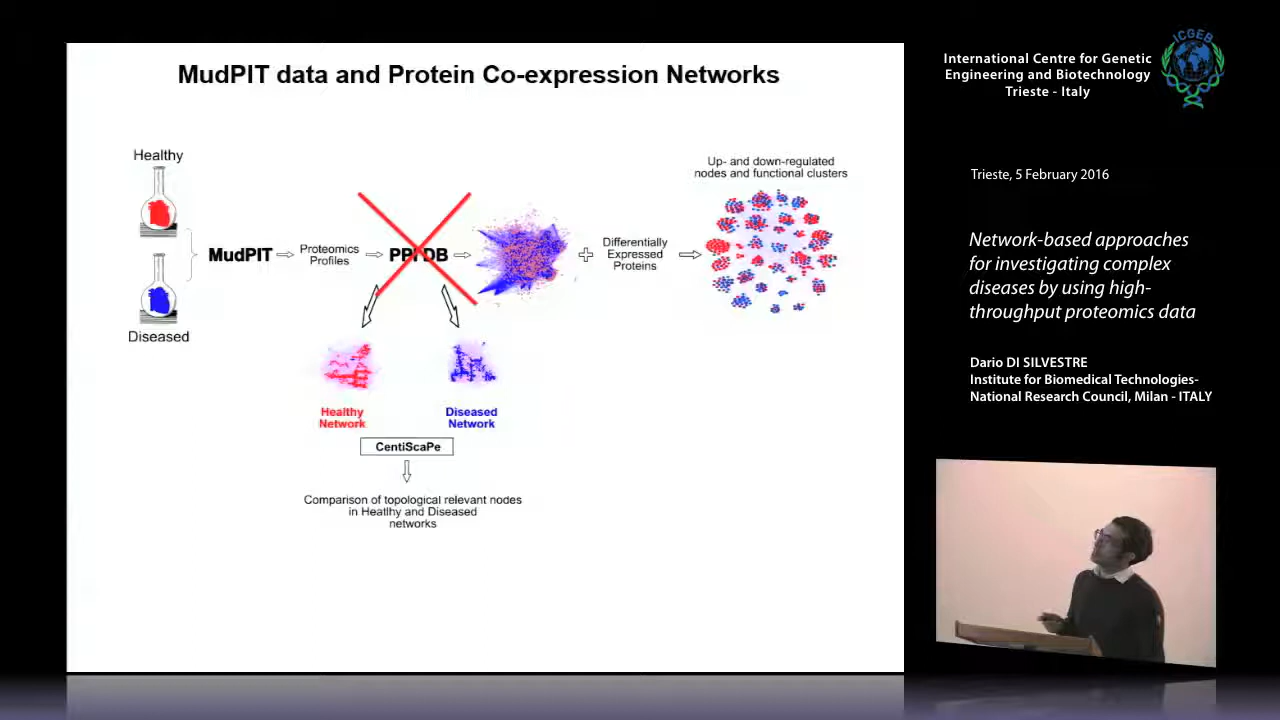 MudPIT data and Protein Co-expression Networks
Healthy
Diseased
MudPIT
Proteomics
Profiles
PPI DB
Differentially
Expressed
Proteins
Up- and down-regulated
nodes and functional clusters
Healthy
Network
Diseased
Network
CentiScaPe
Comparison of topological relevant nodes
in Heatlhy and Diseased
networks
International Centre for Genetic
Engineering and Biotechnology
Trieste - Italy
ICGEB
Trieste, 5 February 2016
Network-based approaches
for investigating complex
diseases by using high-
throughput proteomics data
Dario DI SILVESTRE
Institute for Biomedical Technologies-
National Research Council, Milan - ITALY